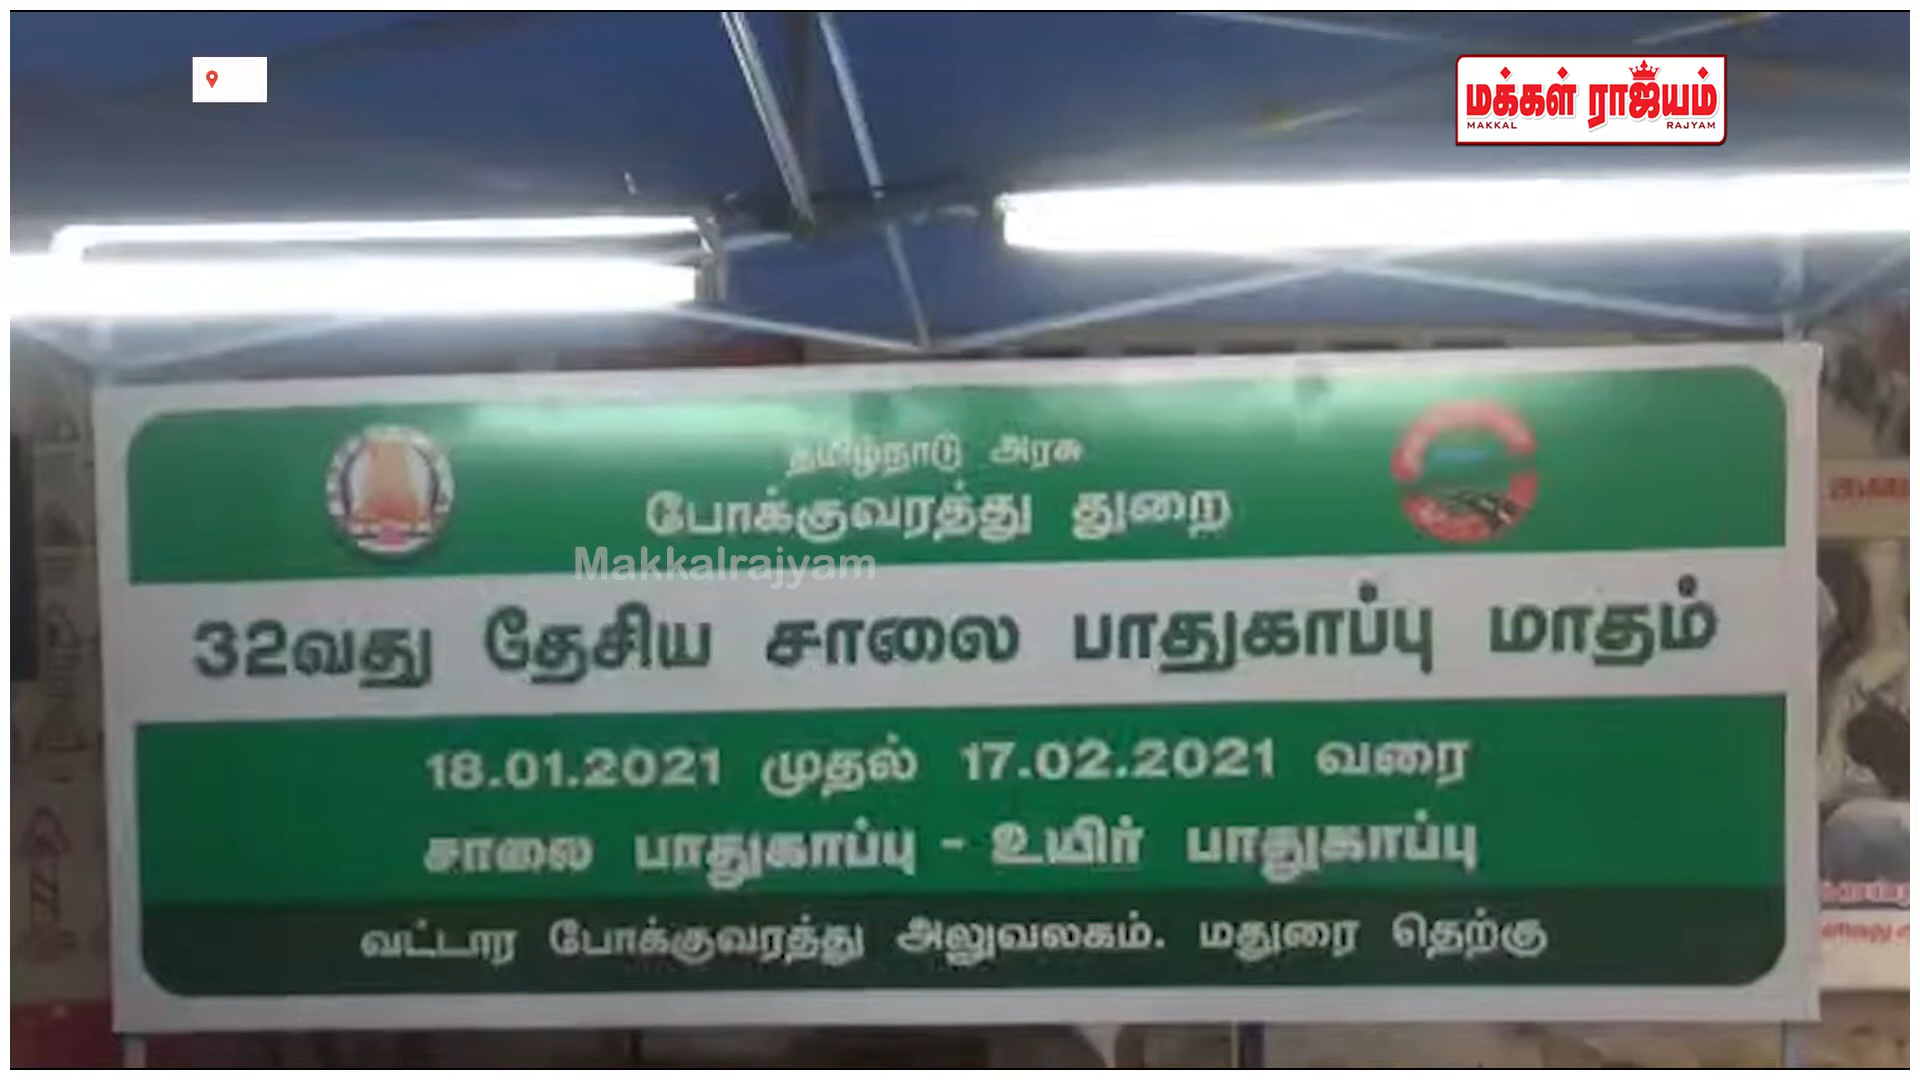 மக்கள் ராஜ்யம்
MAKKAL RAJYAM
தமிழ்நாடு அரசு
போக்குவரத்து துறை
Makkalrajyam
32வது தேசிய சாலை பாதுகாப்பு மாதம்
18.01.2021 முதல் 17.02.2021 வரை
சாலை பாதுகாப்பு - உயிர் பாதுகாப்பு
வட்டார போக்குவரத்து அலுவலகம். மதுரை தெற்கு